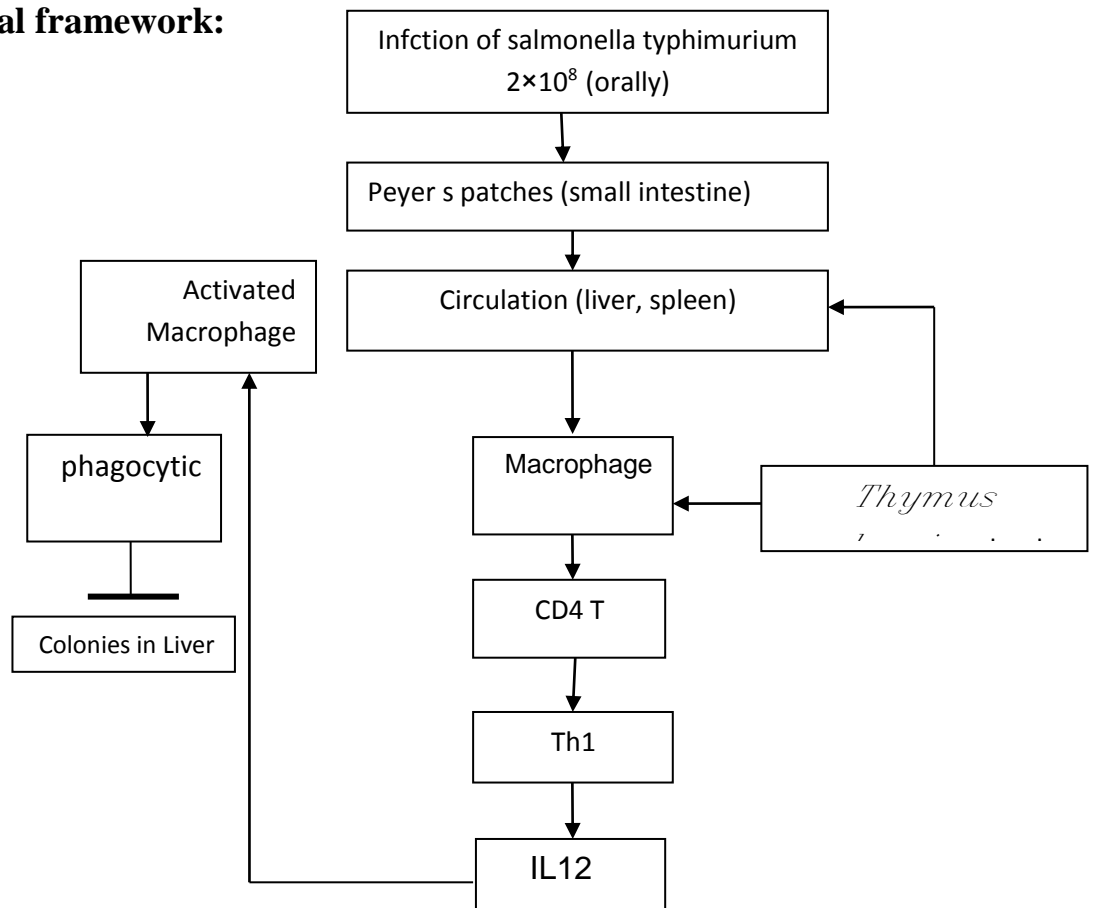 al framework:
Infction of salmonella typhimurium
2×10⁸ (orally)
Peyer s patches (small intestine)
Activated
Macrophage
Circulation (liver, spleen)
phagocytic
Macrophage
Thymus
Colonies in Liver
CD4 T
Th1
IL12